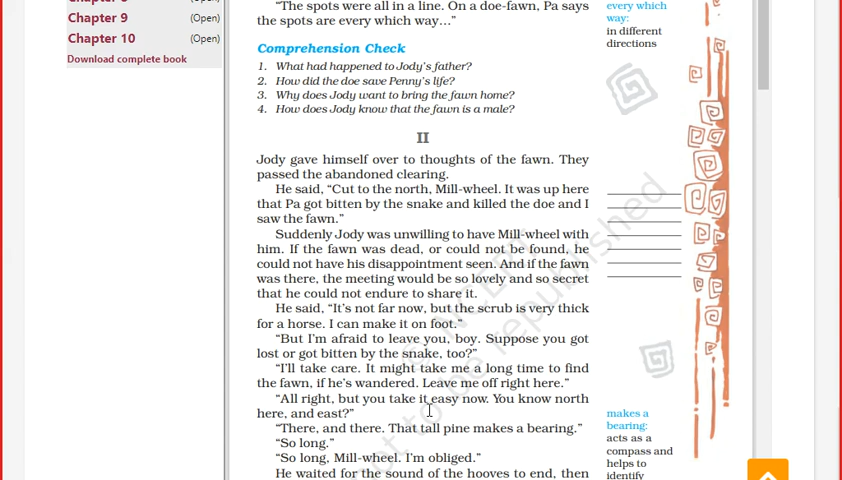 "The spots were all in a line. On a doe-fawn, Pa says
the spots are every which way…"
Comprehension Check
1. What had happened to Jody's father?
2. How did the doe save Penny's life?
3. Why does Jody want to bring the fawn home?
4. How does Jody know that the fawn is a male?
II
Jody gave himself over to thoughts of the fawn. They
passed the abandoned clearing.
He said, "Cut to the north, Mill-wheel. It was up here
that Pa got bitten by the snake and killed the doe and I
saw the fawn."
Suddenly Jody was unwilling to have Mill-wheel with
him. If the fawn was dead, or could not be found, he
could not have his disappointment seen. And if the fawn
was there, the meeting would be so lovely and so secret
that he could not endure to share it.
He said, "It's not far now, but the scrub is very thick
for a horse. I can make it on foot."
"But I'm afraid to leave you, boy. Suppose you got
lost or got bitten by the snake, too?"
"I'll take care. It might take me a long time to find
the fawn, if he's wandered. Leave me off right here."
"All right, but you take it easy now. You know north
here, and east?"
"There, and there. That tall pine makes a bearing."
"So long."
"So long, Mill-wheel. I'm obliged."
He waited for the sound of the hooves to end, then
every which
way:
in different
directions
makes a
bearing:
acts as a
compass and
helps to
identify
Chapter 9 (Open)
Chapter 10 (Open)
Download complete book
not to be republished